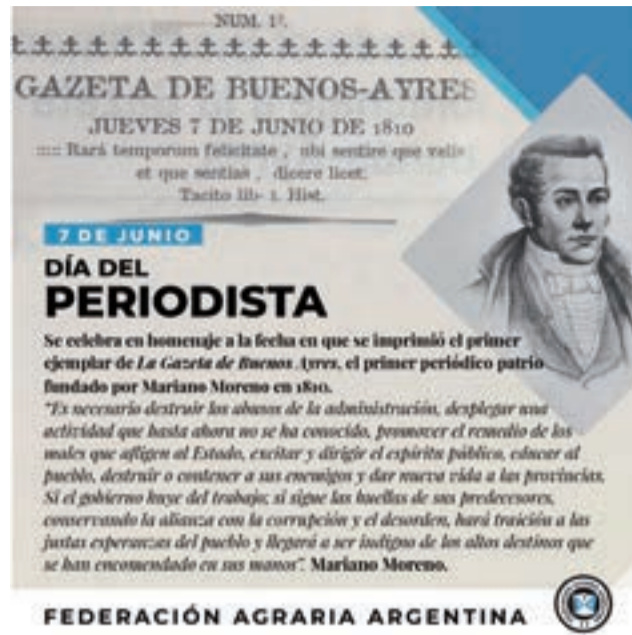 NUM. 1º.
GAZETA DE BUENOS-AYRES
JUEVES 7 DE JUNIO DE 1810
::::: Rará temporum felicitate , ubi sentire que velis
et que sentias , dicere licet.
Tacito lib- 1. Hist.
7 DE JUNIO
DÍA DEL
PERIODISTA
Se celebra en homenaje a la fecha en que se imprimió el primer
ejemplar de La Gazeta de Buenos Ayres, el primer periódico patrio
fundado por Mariano Moreno en 1810.
"Es necesario destruir los abusos de la administración, desplegar una
actividad que hasta ahora no se ha conocido, promover el remedio de los
males que afligen al Estado, excitar y dirigir el espíritu público, educar al
pueblo, destruir o contener a sus enemigos y dar nueva vida a las provincias.
Si el gobierno huye del trabajo; si sigue las huellas de sus predecesores,
conservando la alianza con la corrupción y el desorden, hará traición a las
justas esperanzas del pueblo y llegará a ser indigno de los altos destinos que
se han encomendado en sus manos". Mariano Moreno.
FEDERACIÓN AGRARIA ARGENTINA